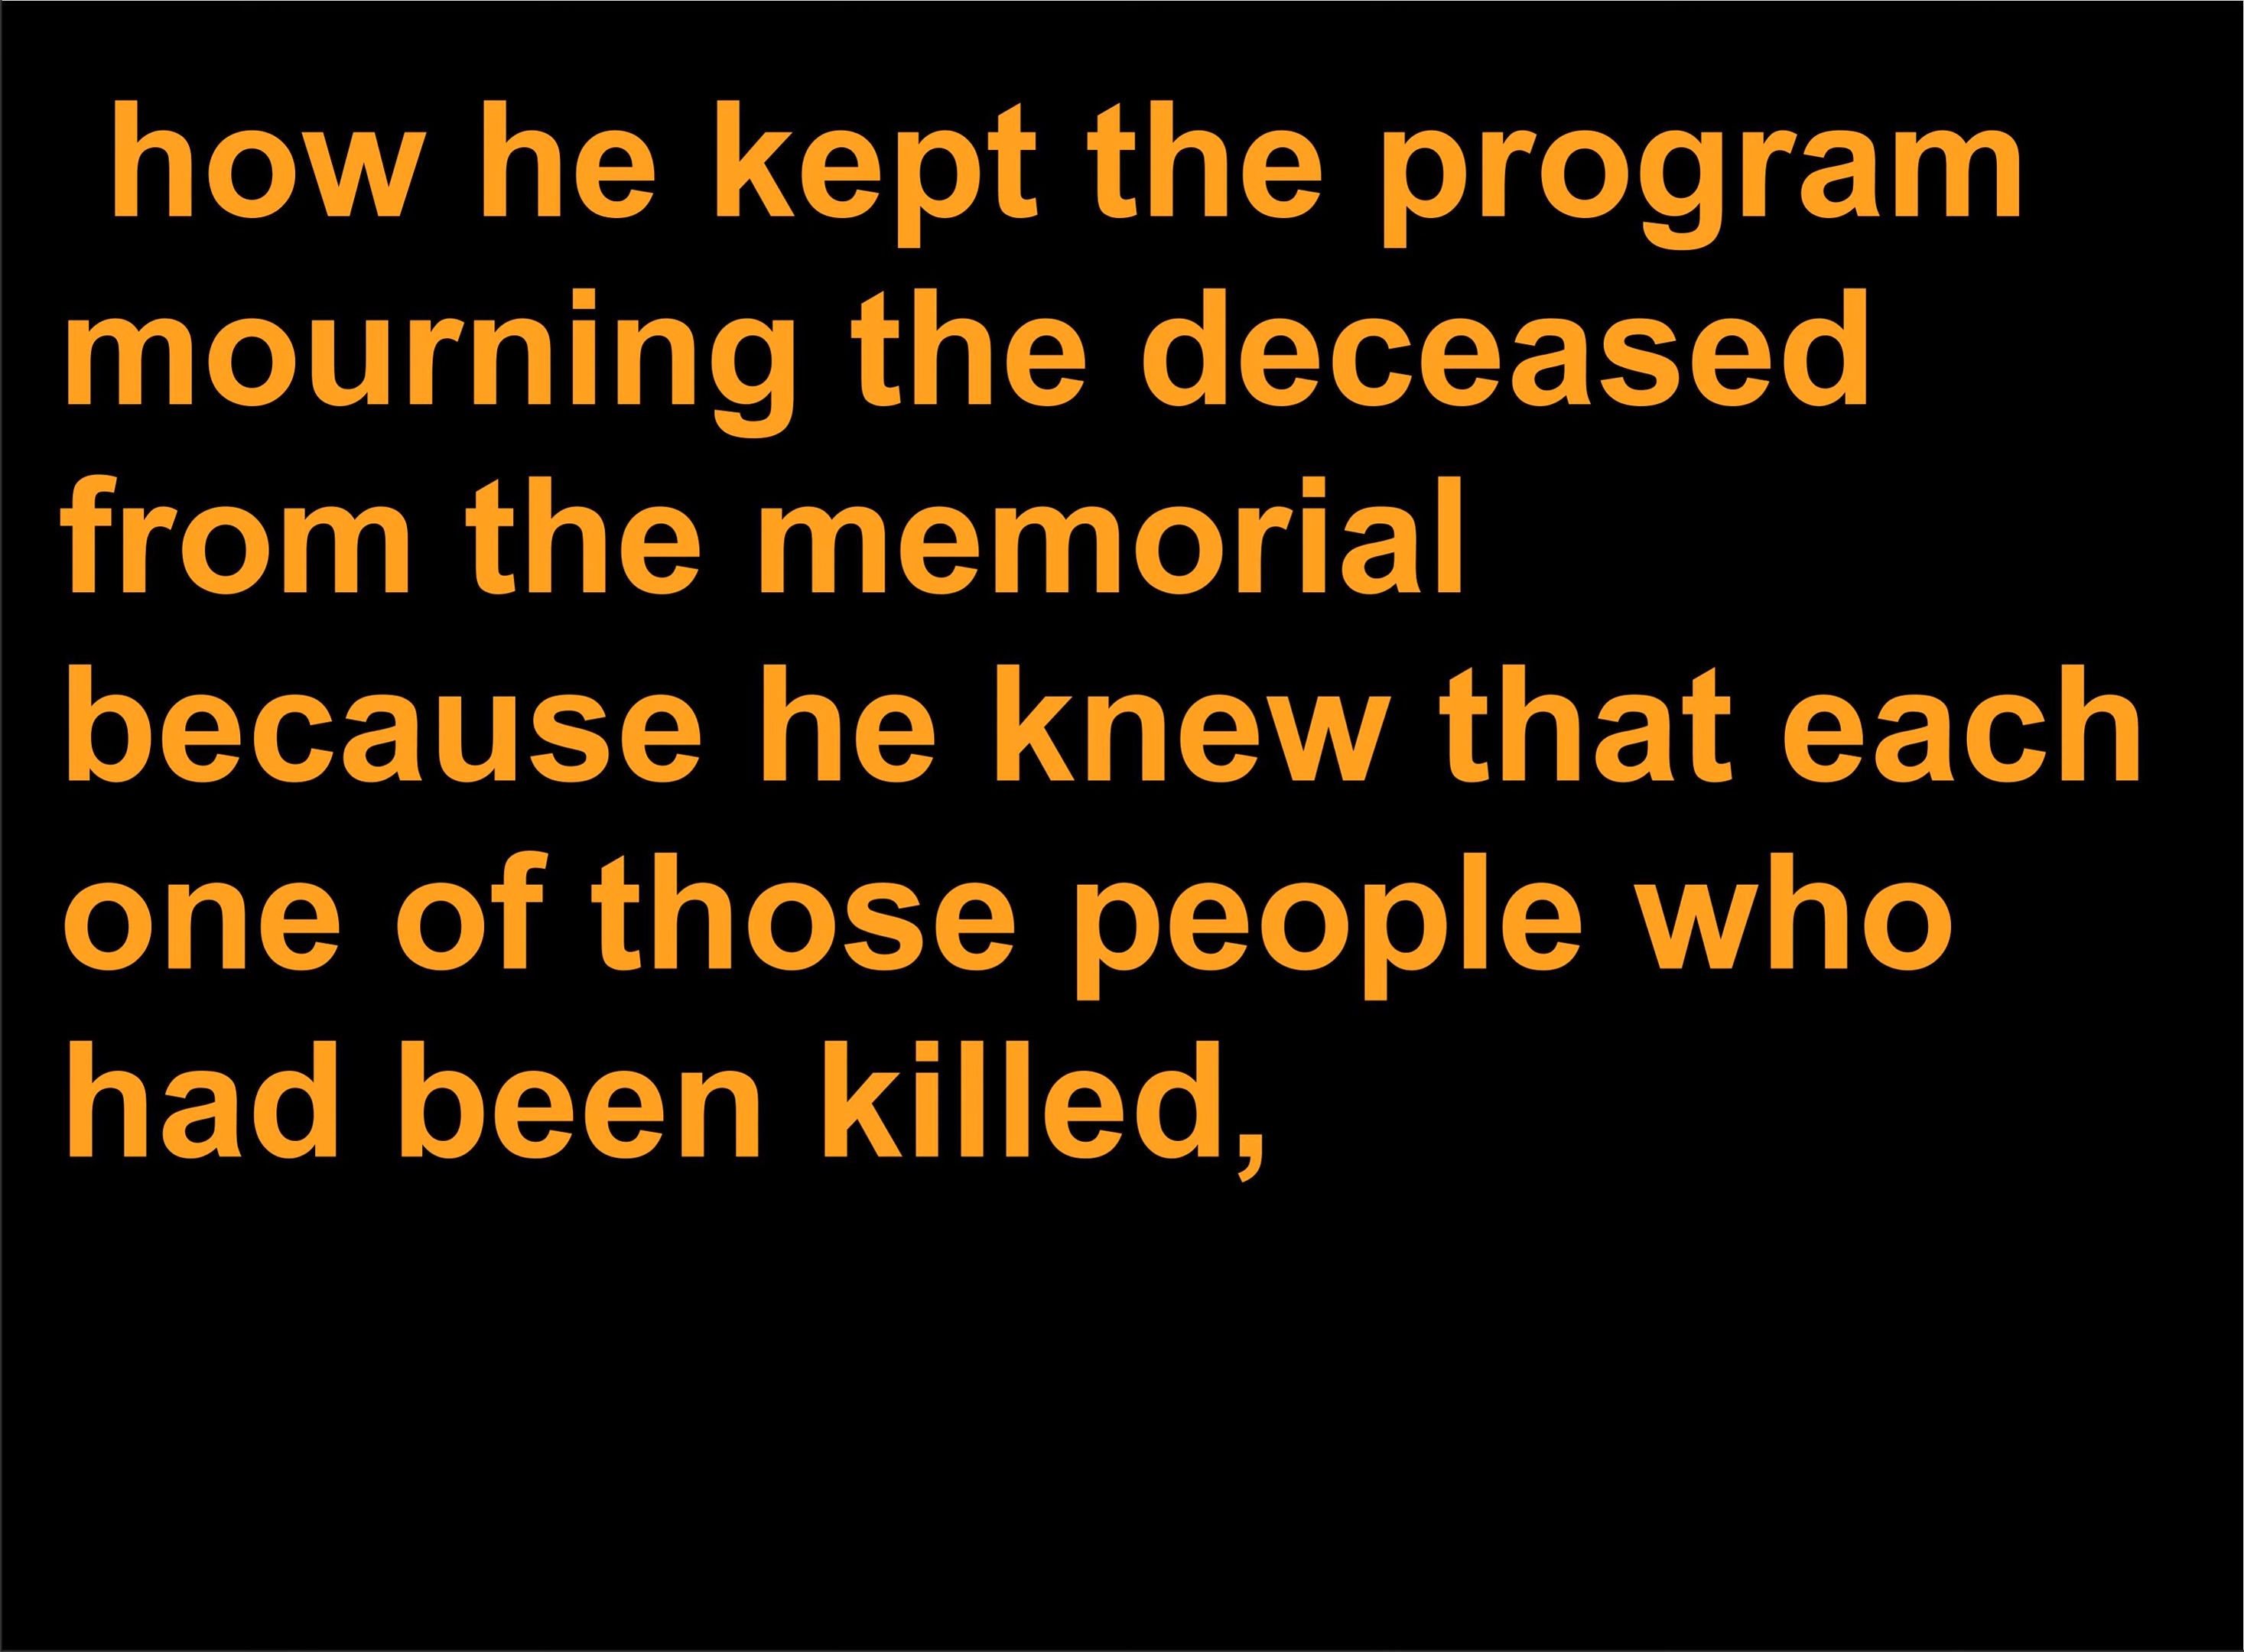 how he kept the program
mourning the deceased
from the memorial
because he knew that each
one of those people who
had been killed,